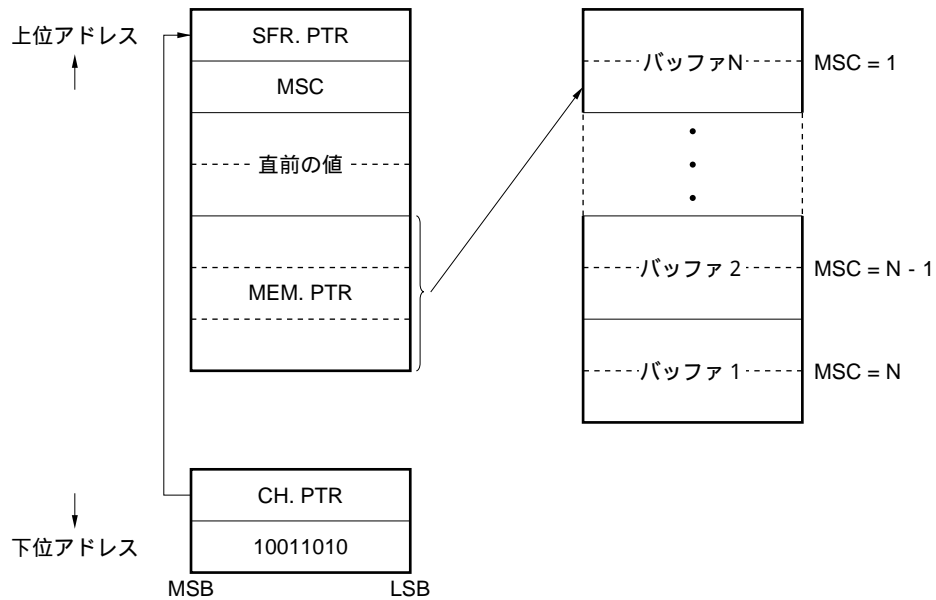 上位アドレス
SFR. PTR
MSC
直前の値
MEM. PTR
バッファN
MSC = 1
バッファ 2
MSC = N - 1
バッファ 1
MSC = N
CH. PTR
10011010
下位アドレス
MSB
LSB